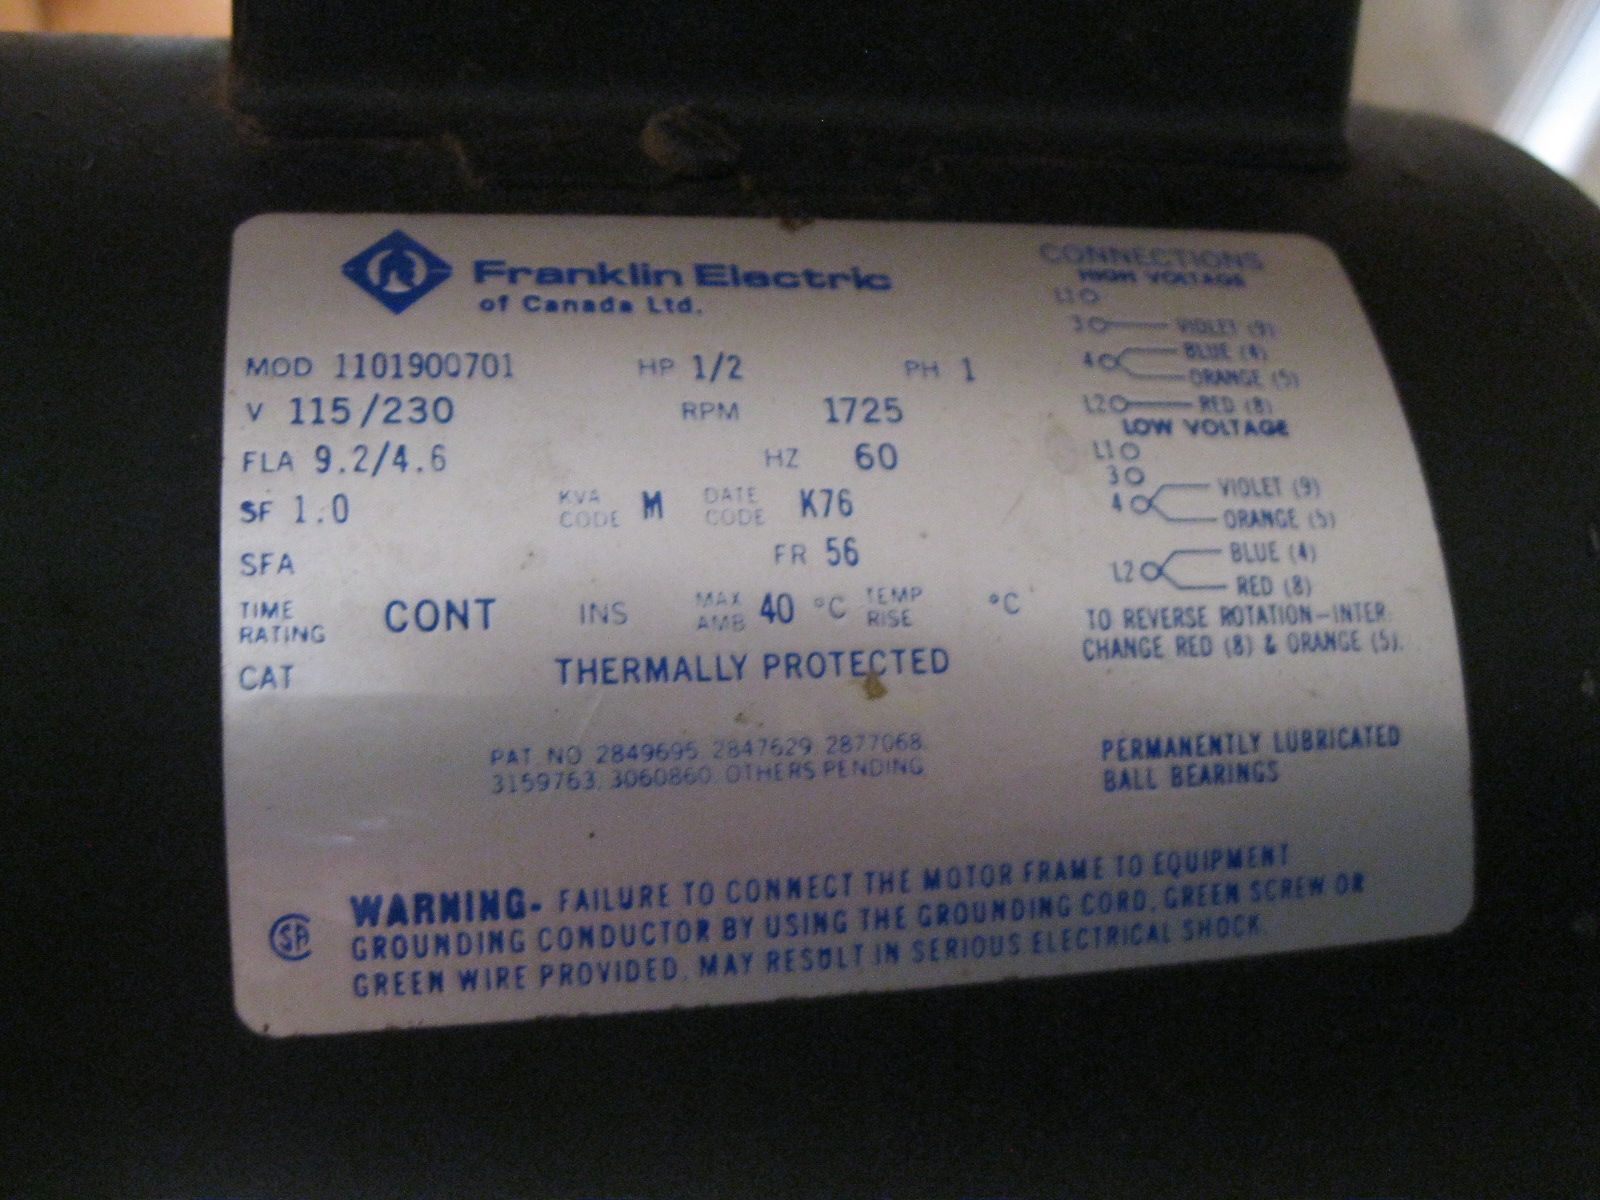 Franklin Electric
of Canada Ltd.
MOD 1101900701 HP 1/2 PH 1
V 115/230 RPM 1725
FLA 9.2/4.6 HZ 60
SF 1.0 KVA CODE M DATE CODE K76
SFA FR 56
TIME RATING CONT INS MAX AMB 40 °C TEMP RISE °C
CAT THERMALLY PROTECTED
PAT. NO. 2849695, 2847629, 2877068,
3159763, 3060860, OTHERS PENDING.
CONNECTIONS
HIGH VOLTAGE
L1
3 VIOLET (9)
4 BLUE (4)
ORANGE (5)
L2 RED (8)
LOW VOLTAGE
L1
3
4 VIOLET (9)
ORANGE (5)
L2 BLUE (4)
RED (8)
TO REVERSE ROTATION-INTER-
CHANGE RED (8) & ORANGE (5).
PERMANENTLY LUBRICATED
BALL BEARINGS
SA
WARNING- FAILURE TO CONNECT THE MOTOR FRAME TO EQUIPMENT
GROUNDING CONDUCTOR BY USING THE GROUNDING CORD, GREEN SCREW OR
GREEN WIRE PROVIDED, MAY RESULT IN SERIOUS ELECTRICAL SHOCK.